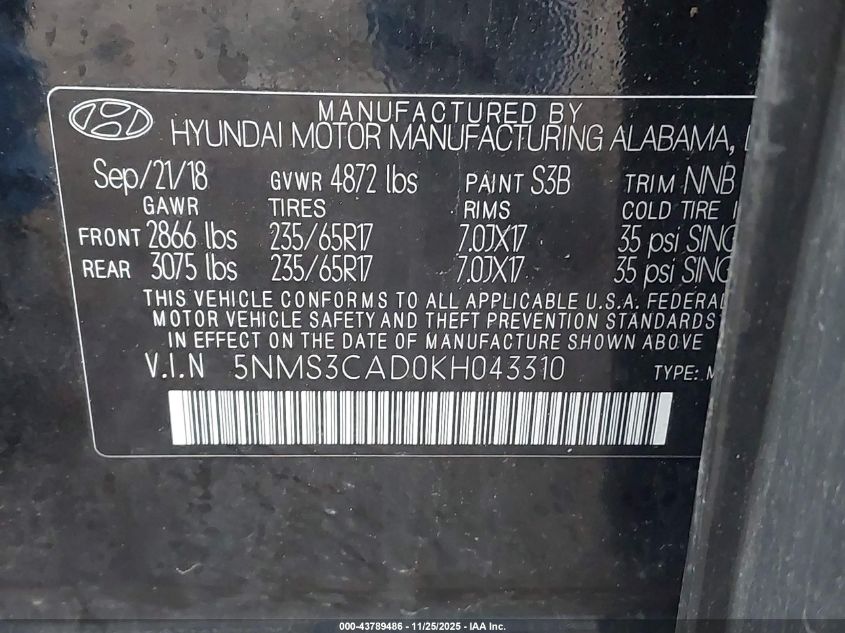 MANUFACTURED BY
HYUNDAI MOTOR MANUFACTURING ALABAMA,
Sep/21/18 GVWR 4872 lbs PAINT S3B TRIM NNB
GAWR TIRES RIMS COLD TIRE
FRONT 2866 lbs 235/65R17 7.0JX17 35 psi SING
REAR 3075 lbs 235/65R17 7.0JX17 35 psi SING
THIS VEHICLE CONFORMS TO ALL APPLICABLE U.S.A. FEDERAL
MOTOR VEHICLE SAFETY AND THEFT PREVENTION STANDARDS
IN EFFECT ON THE DATE OF MANUFACTURE SHOWN ABOVE
V.I.N 5NMS3CAD0KH043310 TYPE: M
000-43789486 - 11/25/2025 - IAA Inc.